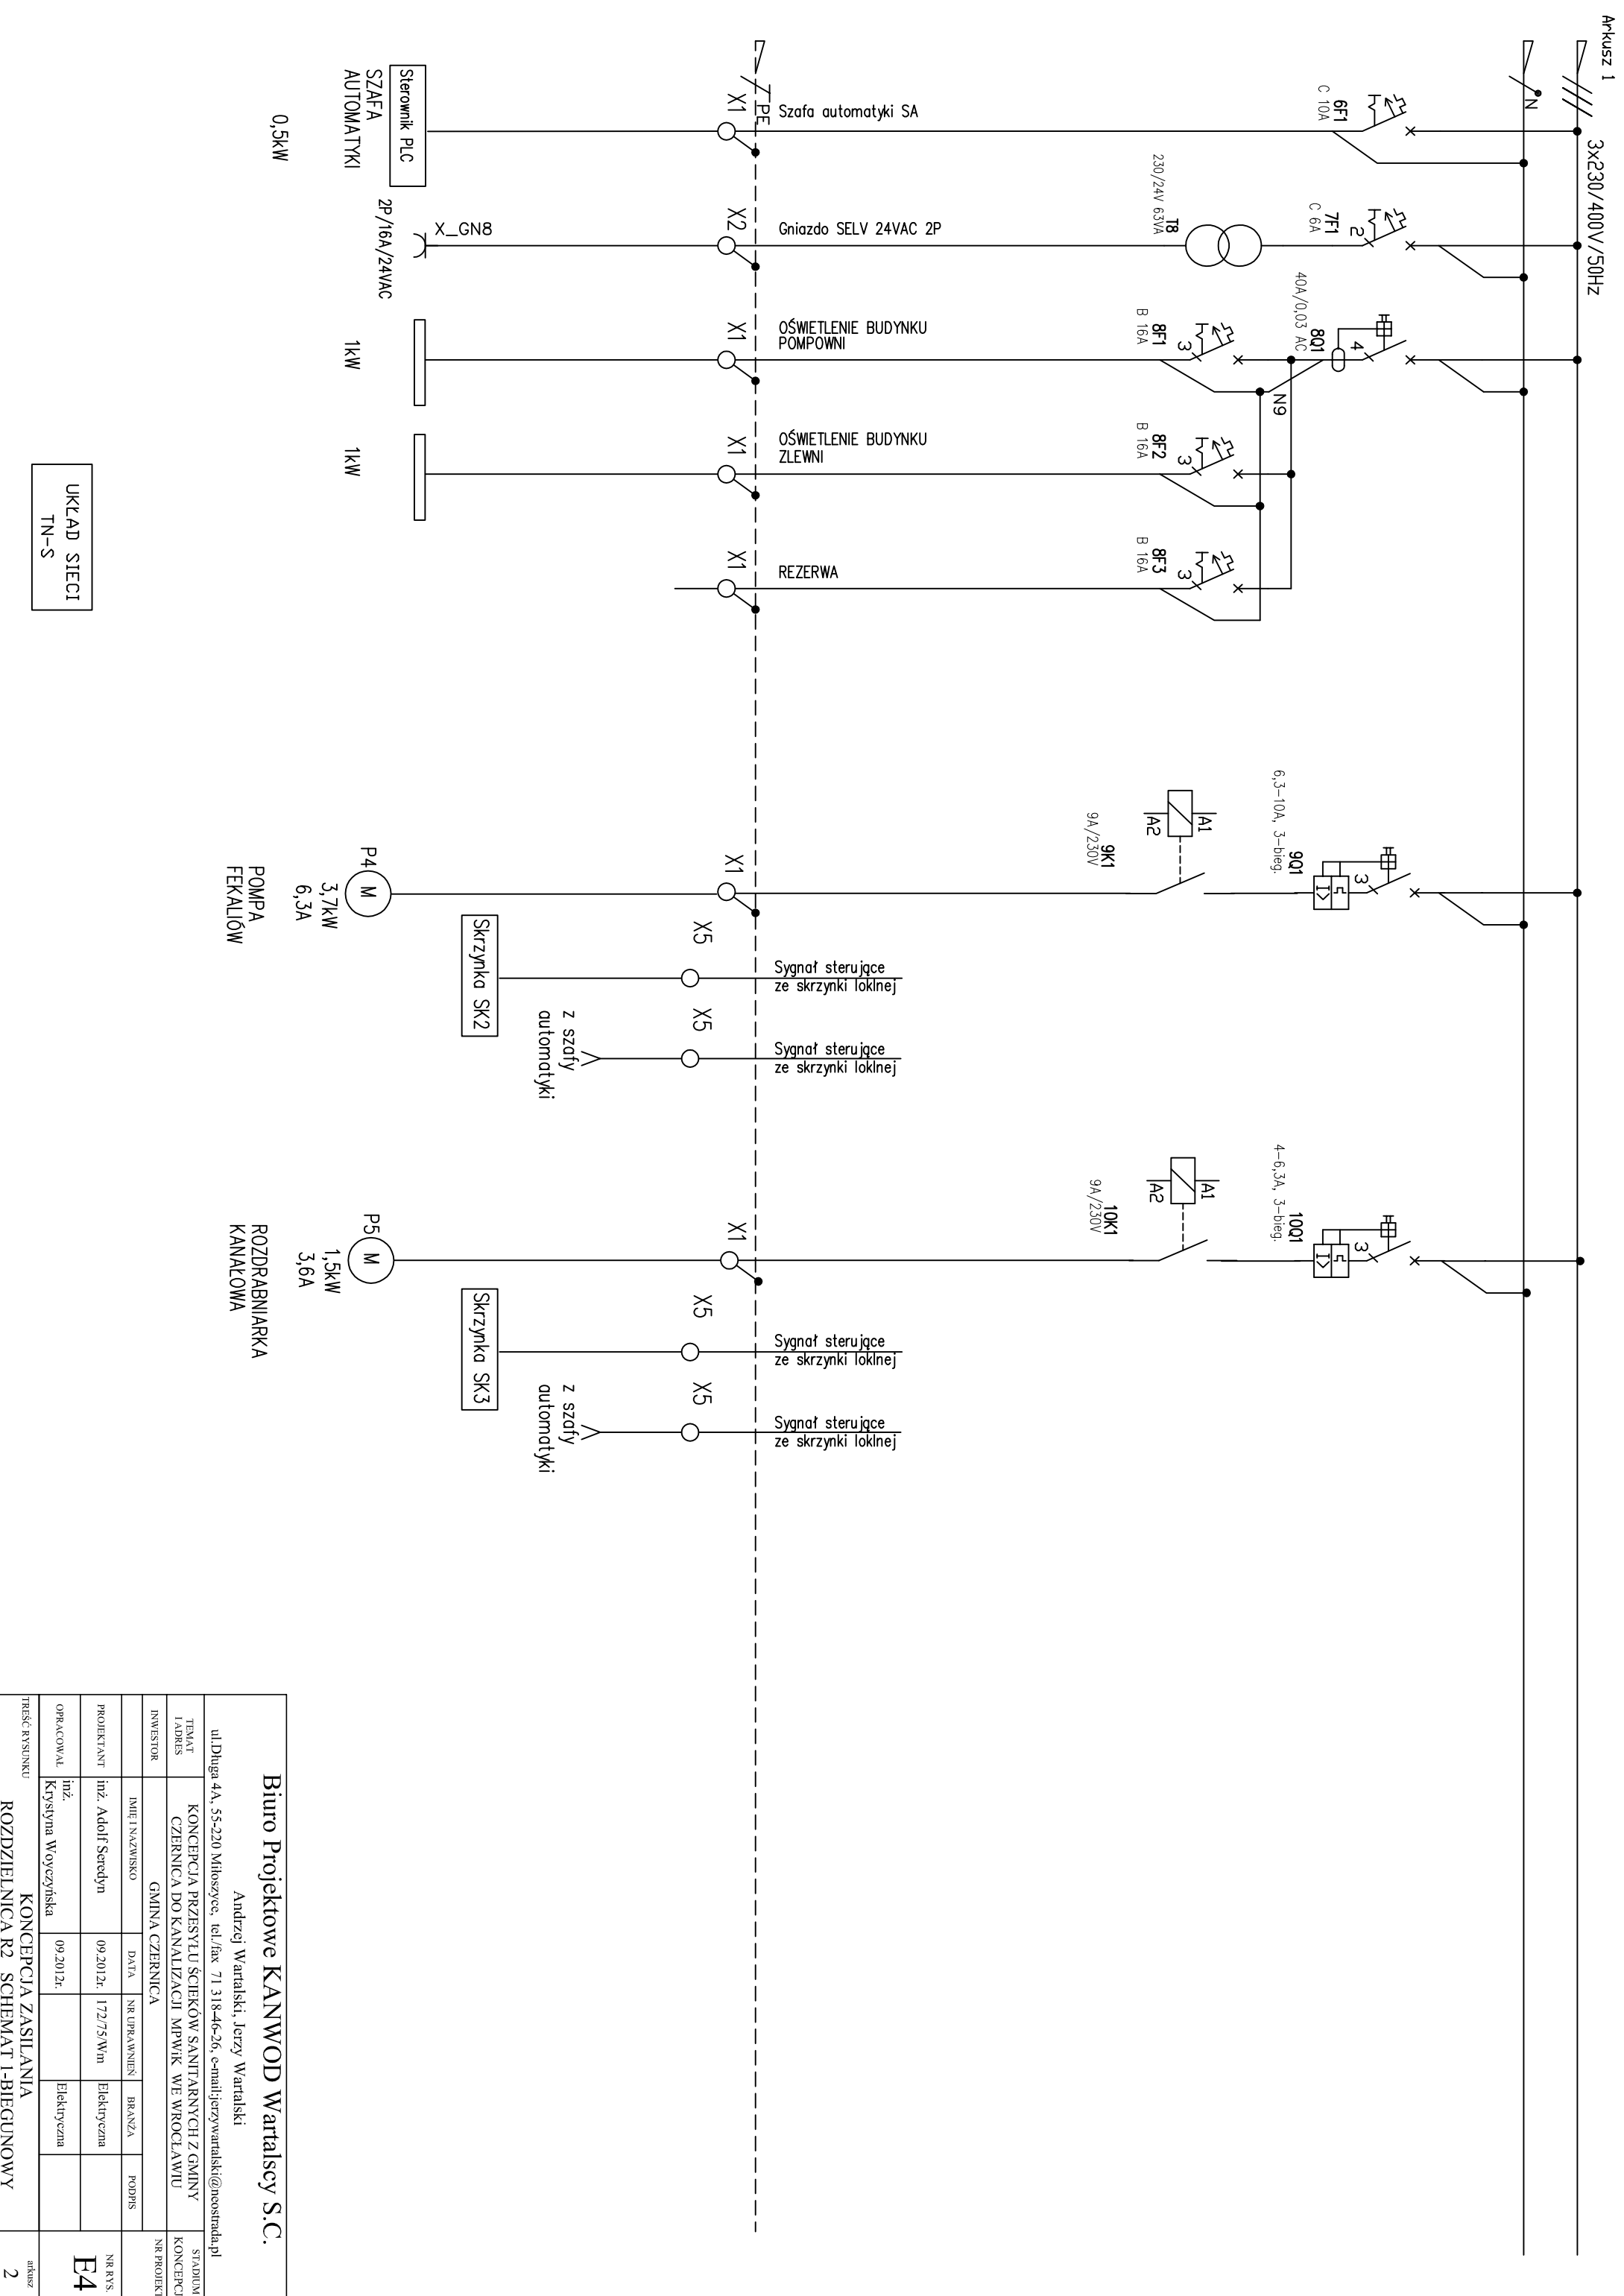 Arkusz 1
3x230/400V/50Hz
N
PE
6F1
C 10A
Szafa automatyki SA
X1
Sterownik PLC
SZAFA
AUTOMATYKI
0,5kW
7F1
C 6A
2
T8
230/24V 63VA
Gniazdo SELV 24VAC 2P
X2
X_GN8
2P/16A/24VAC
8Q1
40A/0,03 AC
4
N9
8F1
B 16A
3
OŚWIETLENIE BUDYNKU
POMPOWNI
X1
1kW
8F2
B 16A
3
OŚWIETLENIE BUDYNKU
ZLEWNI
X1
1kW
8F3
B 16A
3
REZERWA
X1
UKŁAD SIECI
TN-S
9Q1
6,3-10A, 3-bieg.
3
I>
A1
A2
9K1
9A/230V
X1
P4
M
3,7kW
6,3A
POMPA
FEKALIÓW
X5
Sygnał sterujące
ze skrzynki loklnej
Skrzynka SK2
X5
Sygnał sterujące
ze skrzynki loklnej
z szafy
automatyki
10Q1
4-6,3A, 3-bieg.
3
I>
A1
A2
10K1
9A/230V
X1
P5
M
1,5kW
3,6A
ROZDRABNIARKA
KANAŁOWA
X5
Sygnał sterujące
ze skrzynki loklnej
Skrzynka SK3
X5
Sygnał sterujące
ze skrzynki loklnej
z szafy
automatyki
Biuro Projektowe KANWOD Wartalscy S.C.
Andrzej Wartalski, Jerzy Wartalski
ul.Długa 4A, 55-220 Miłoszyce, tel./fax 71 318-46-26, e-mail:jerzywartalski@neostrada.pl
TEMAT
I ADRES
KONCEPCJA PRZESYŁU ŚCIEKÓW SANITARNYCH Z GMINY
CZERNICA DO KANALIZACJI MPWiK WE WROCŁAWIU
STADIUM
KONCEPCJ
INWESTOR
GMINA CZERNICA
NR PROJEKT
IMIĘ I NAZWISKO
DATA
NR UPRAWNIEŃ
BRANŻA
PODPIS
PROJEKTANT
inż. Adolf Seredyn
09.2012r.
172/75/Wm
Elektryczna
NR RYS.
E4
OPRACOWAŁ
inż.
Krystyna Woyczyńska
09.2012r.
Elektryczna
TREŚĆ RYSUNKU
KONCEPCJA ZASILANIA
ROZDZIELNICA R2 SCHEMAT 1-BIEGUNOWY
arkusz
2